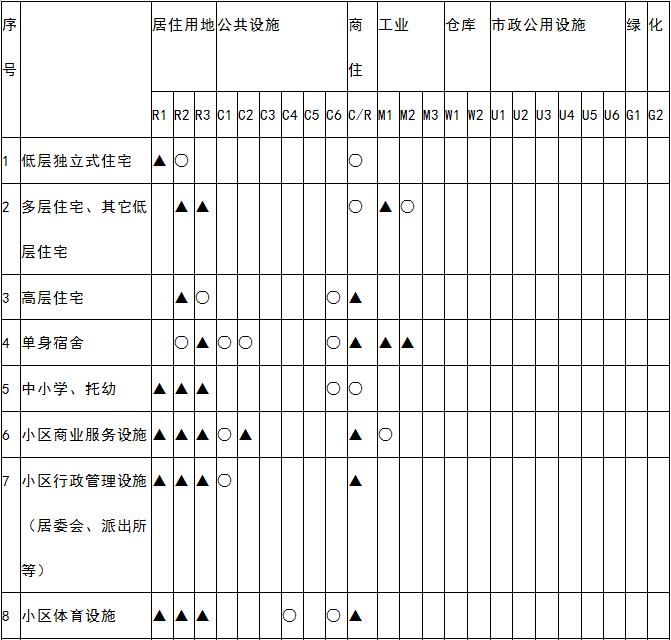 序号 居住用地 公共设施 商住 工业 仓库 市政公用设施 绿化
R1 R2 R3 C1 C2 C3 C4 C5 C6 C/R M1 M2 M3 W1 W2 U1 U2 U3 U4 U5 U6 G1 G2
1 低层独立式住宅 ▲ ○ ○
2 多层住宅、其它低 ▲ ▲ ○ ▲ ○
层住宅
3 高层住宅 ▲ ○ ○ ▲
4 单身宿舍 ○ ▲ ○ ○ ○ ▲ ▲ ▲
5 中小学、托幼 ▲ ▲ ▲ ○ ○
6 小区商业服务设施 ▲ ▲ ▲ ○ ▲ ▲ ○
7 小区行政管理设施 ▲ ▲ ▲ ○ ▲
（居委会、派出所
等）
8 小区体育设施 ▲ ▲ ▲ ○ ○ ▲